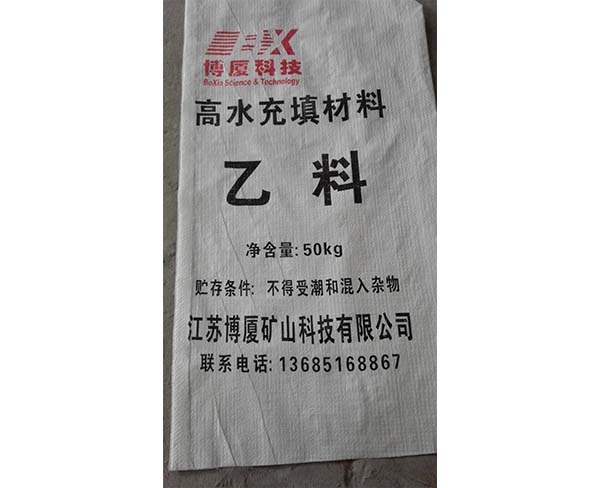 BX
博厦科技
BoXia Science & Technology
高水充填材料
乙料
净含量:50kg
贮存条件: 不得受潮和混入杂物
江苏博厦矿山科技有限公司
联系电话:13685168867